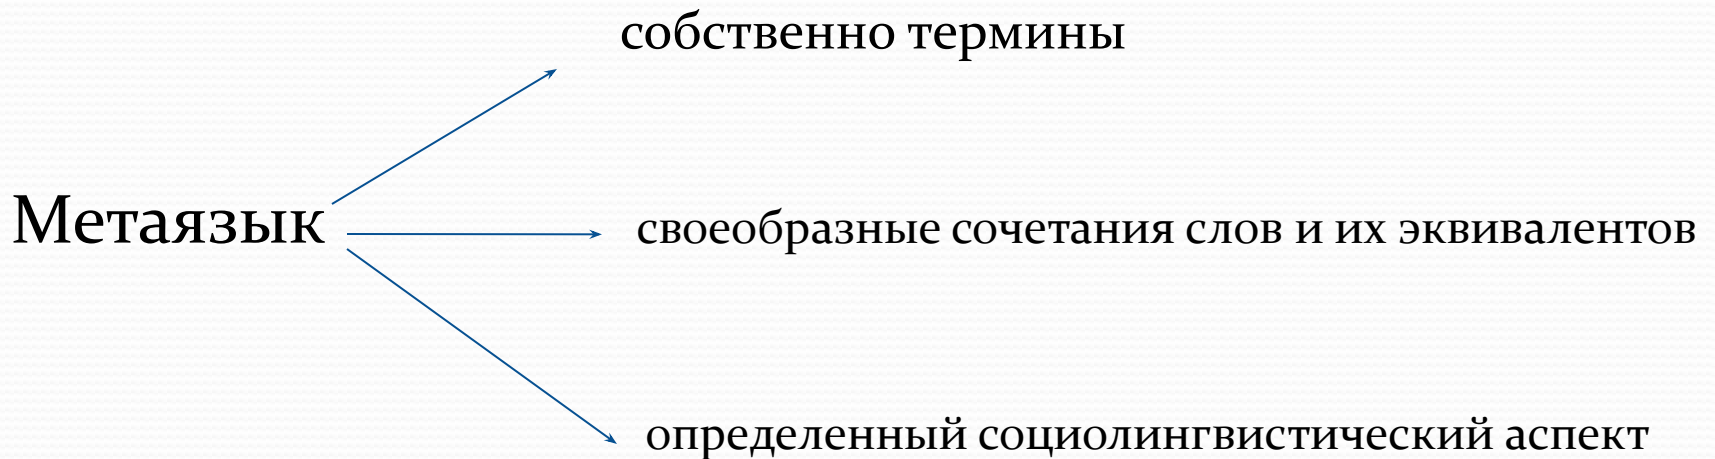 собственно термины
Метаязык
своеобразные сочетания слов и их эквивалентов
определенный социолингвистический аспект